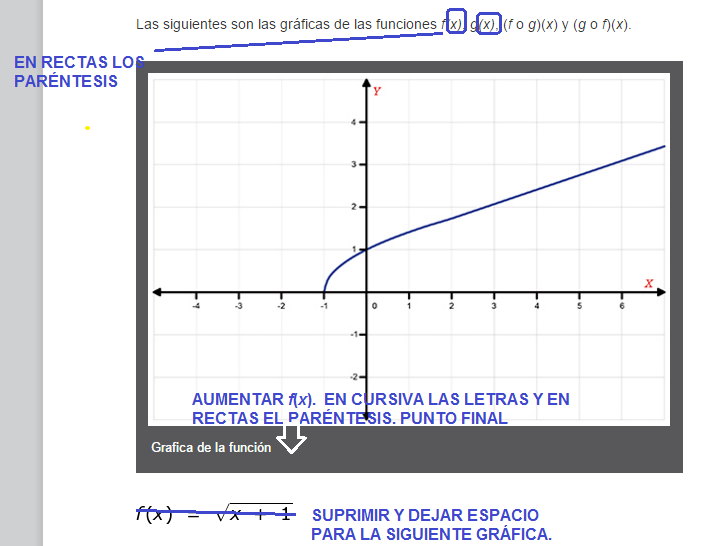 Las siguientes son las gráficas de las funciones f(x), g(x), (f o g)(x) y (g o f)(x).
EN RECTAS LOS
PARÉNTESIS
Y
4
3
2
1
X
-4 -3 -2 -1 0 1 2 3 4 5 6
-1
-2
AUMENTAR f(x). EN CURSIVA LAS LETRAS Y EN
RECTAS EL PARÉNTESIS. PUNTO FINAL
Grafica de la función
f(x) = √x + 1
SUPRIMIR Y DEJAR ESPACIO
PARA LA SIGUIENTE GRÁFICA.